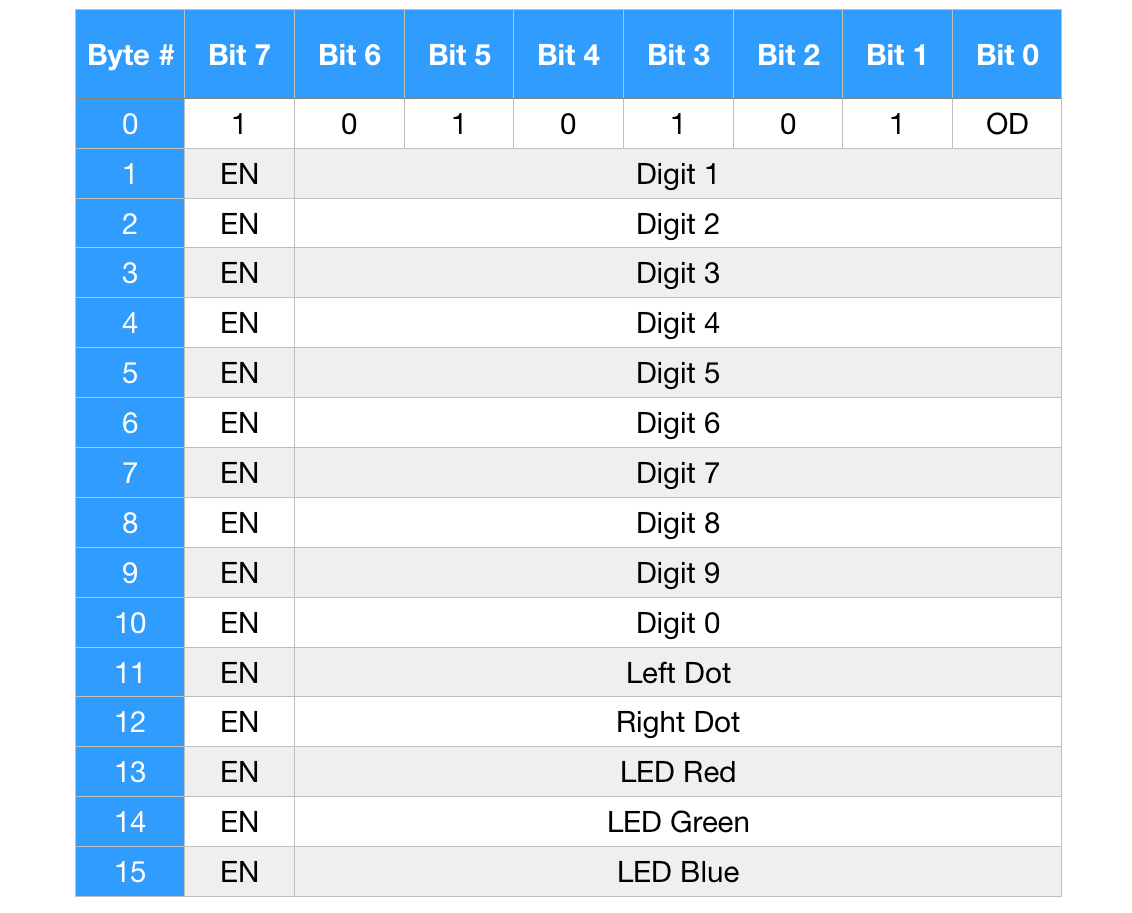 Byte # Bit 7 Bit 6 Bit 5 Bit 4 Bit 3 Bit 2 Bit 1 Bit 0
0 1 0 1 0 1 0 1 OD
1 EN Digit 1
2 EN Digit 2
3 EN Digit 3
4 EN Digit 4
5 EN Digit 5
6 EN Digit 6
7 EN Digit 7
8 EN Digit 8
9 EN Digit 9
10 EN Digit 0
11 EN Left Dot
12 EN Right Dot
13 EN LED Red
14 EN LED Green
15 EN LED Blue